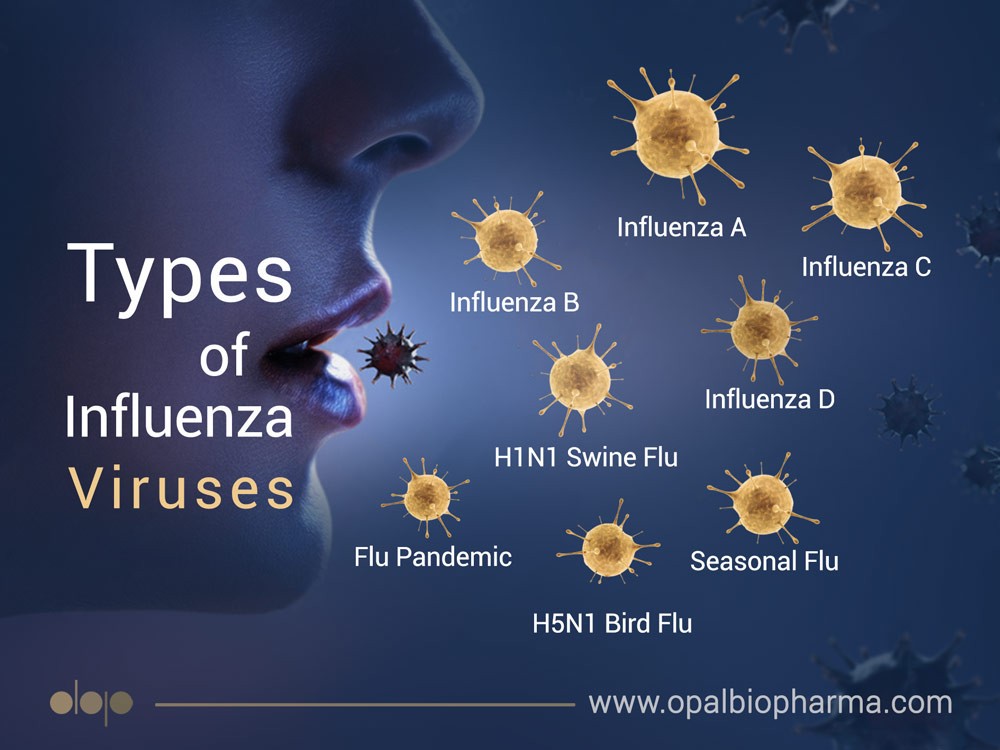 Types
of
Influenza
Viruses
Influenza A
Influenza C
Influenza B
Influenza D
H1N1 Swine Flu
Flu Pandemic
Seasonal Flu
H5N1 Bird Flu
www.opalbiopharma.com